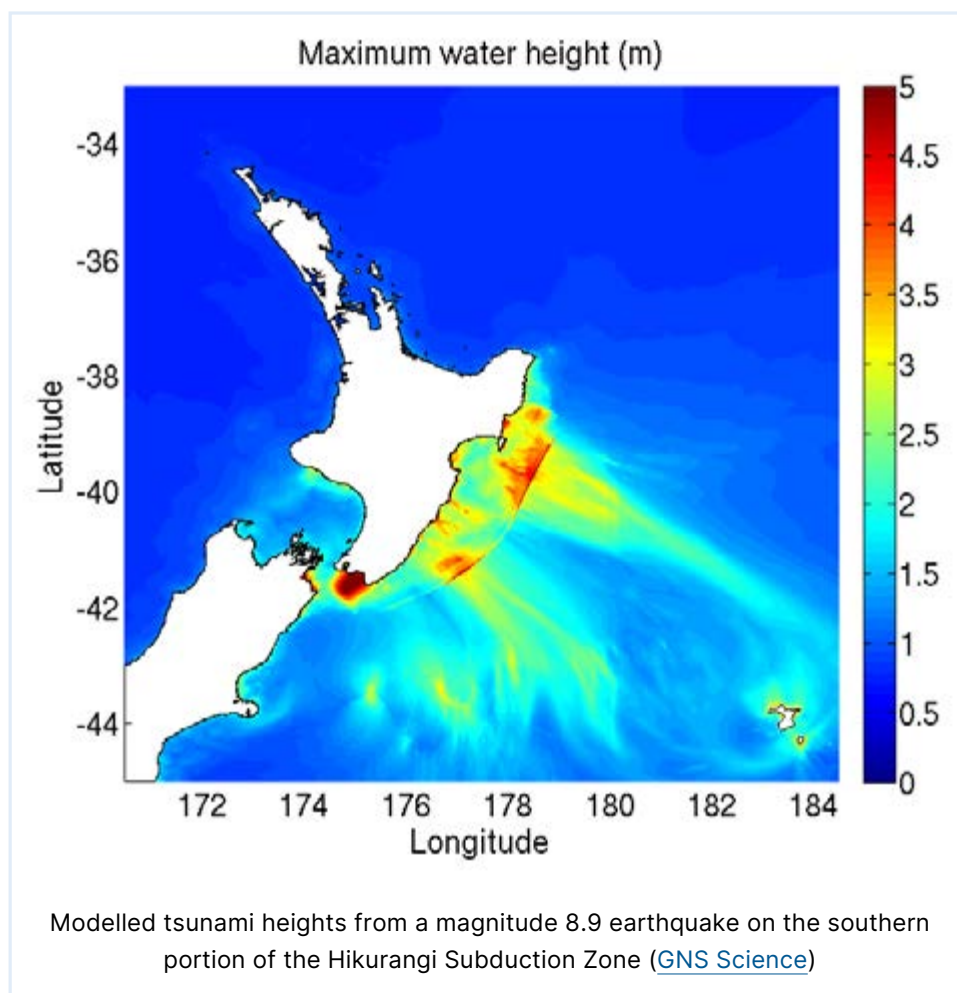 Maximum water height (m)
5
4.5
4
3.5
3
2.5
2
1.5
1
0.5
0
-34
-36
-38
-40
-42
-44
Latitude
172 174 176 178 180 182 184
Longitude
Modelled tsunami heights from a magnitude 8.9 earthquake on the southern
portion of the Hikurangi Subduction Zone (GNS Science)